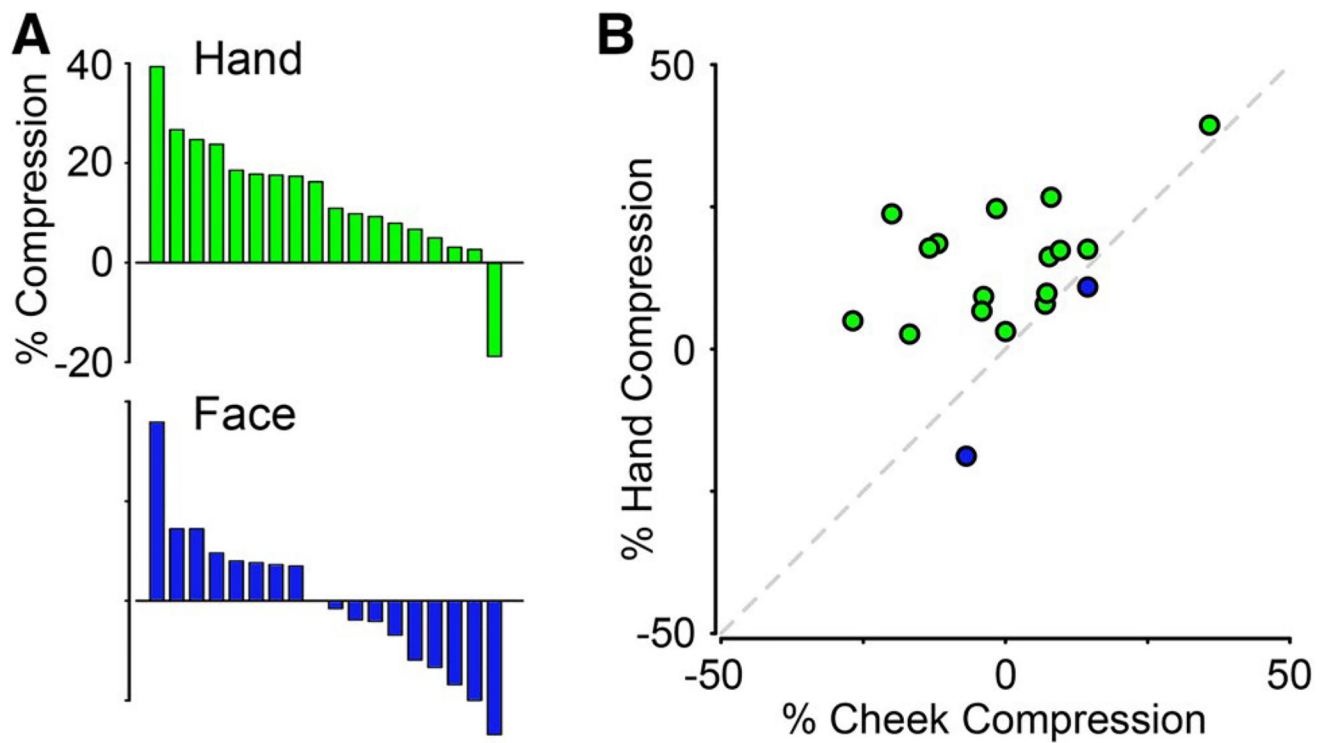 A
Hand
% Compression
40
20
0
-20
Face
B
% Hand Compression
50
0
-50
-50 0 50
% Cheek Compression